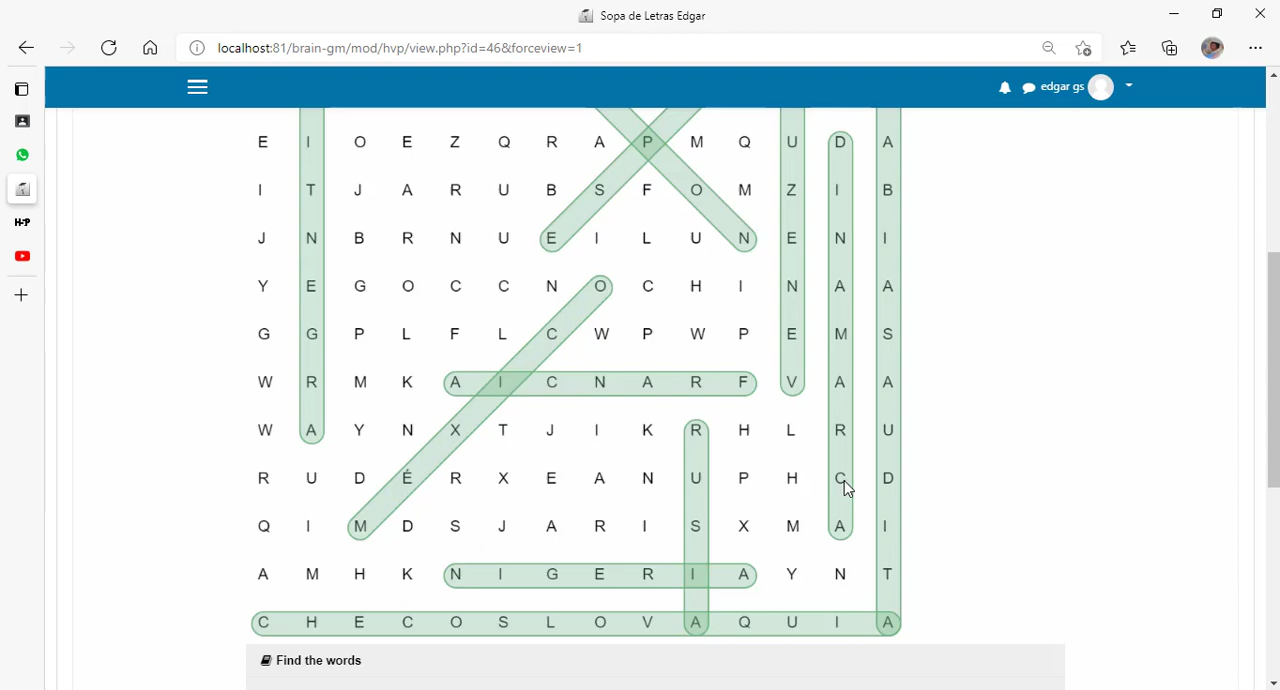 Sopa de Letras Edgar
localhost:81/brain-gm/mod/hvp/view.php?id=46&forceview=1
edgar gs
H-P
E I O E Z Q R A P M Q U D A
I T J A R U B S F O M Z I B
J N B R N U E I L U N E N I
Y E G O C C N O C H I N A A
G G P L F L C W P W P E M S
W R M K A I C N A R F V A A
W A Y N X T J I K R H L R U
R U D É R X E A N U P H C D
Q I M D S J A R I S X M A I
A M H K N I G E R I A Y N T
C H E C O S L O V A Q U I A
Find the words